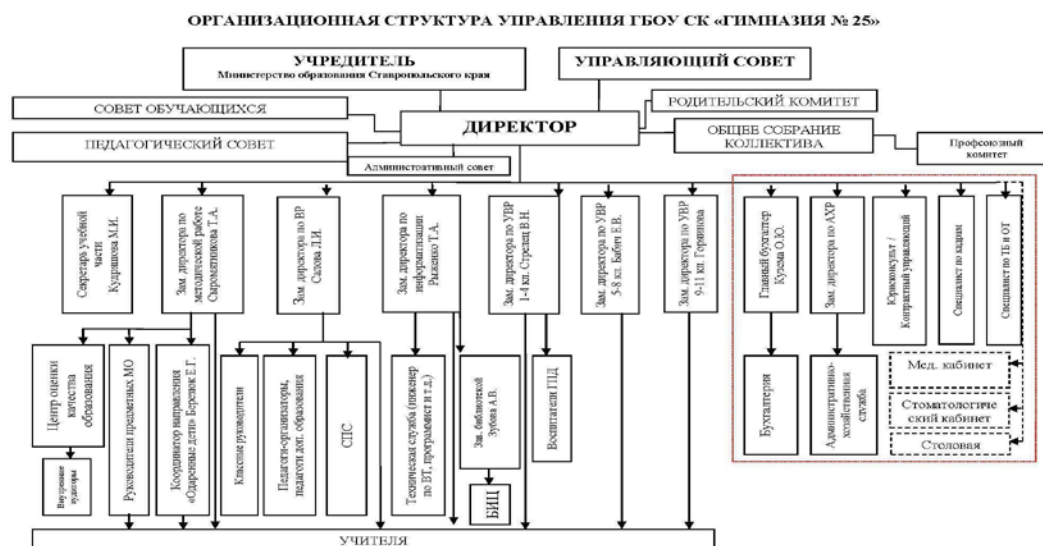 ОРГАНИЗАЦИОННАЯ СТРУКТУРА УПРАВЛЕНИЯ ГБОУ СК «ГИМНАЗИЯ № 25»
УЧРЕДИТЕЛЬ
Министерство образования Ставропольского края
УПРАВЛЯЮЩИЙ СОВЕТ
СОВЕТ ОБУЧАЮЩИХСЯ
РОДИТЕЛЬСКИЙ КОМИТЕТ
ДИРЕКТОР
ПЕДАГОГИЧЕСКИЙ СОВЕТ
ОБЩЕЕ СОБРАНИЕ
КОЛЛЕКТИВА
Профсоюзный
комитет
Административный совет
Секретарь учебной
части
Кудряшова М.И.
Зам. директора по
методической работе
Сыромятникова Т.А.
Зам. директора по ВР
Салова Л.И.
Зам. директора по
информатизации
Рыженко Т.А.
Зам. директора по УВР
1-4 кл. Стрелец В.Н.
Зам. директора по УВР
5-8 кл. Бабич Е.В.
Зам. директора по УВР
9-11 кл. Горяинова
Главный бухгалтер
Кулема О.Ю.
Зам. директора по АХР
Юрисконсульт /
Контрактный управляющий
Специалист по кадрам
Специалист по ТБ и ОТ
Центр оценки
качества
образования
Руководители предметных МО
Координатор направления
«Одаренные дети» Березюк Е.Г.
Классные руководители
Педагоги-организаторы,
педагоги доп. образования
СПС
Техническая служба (инженер
по ВТ, программист и т.д.)
Зав. библиотекой
Зубова А.В.
Воспитатели ГПД
Бухгалтерия
Административно-
хозяйственная
служба
Мед. кабинет
Стоматологиче
ский кабинет
Столовая
Внутренние
аудиторы
БИЦ
УЧИТЕЛЯ